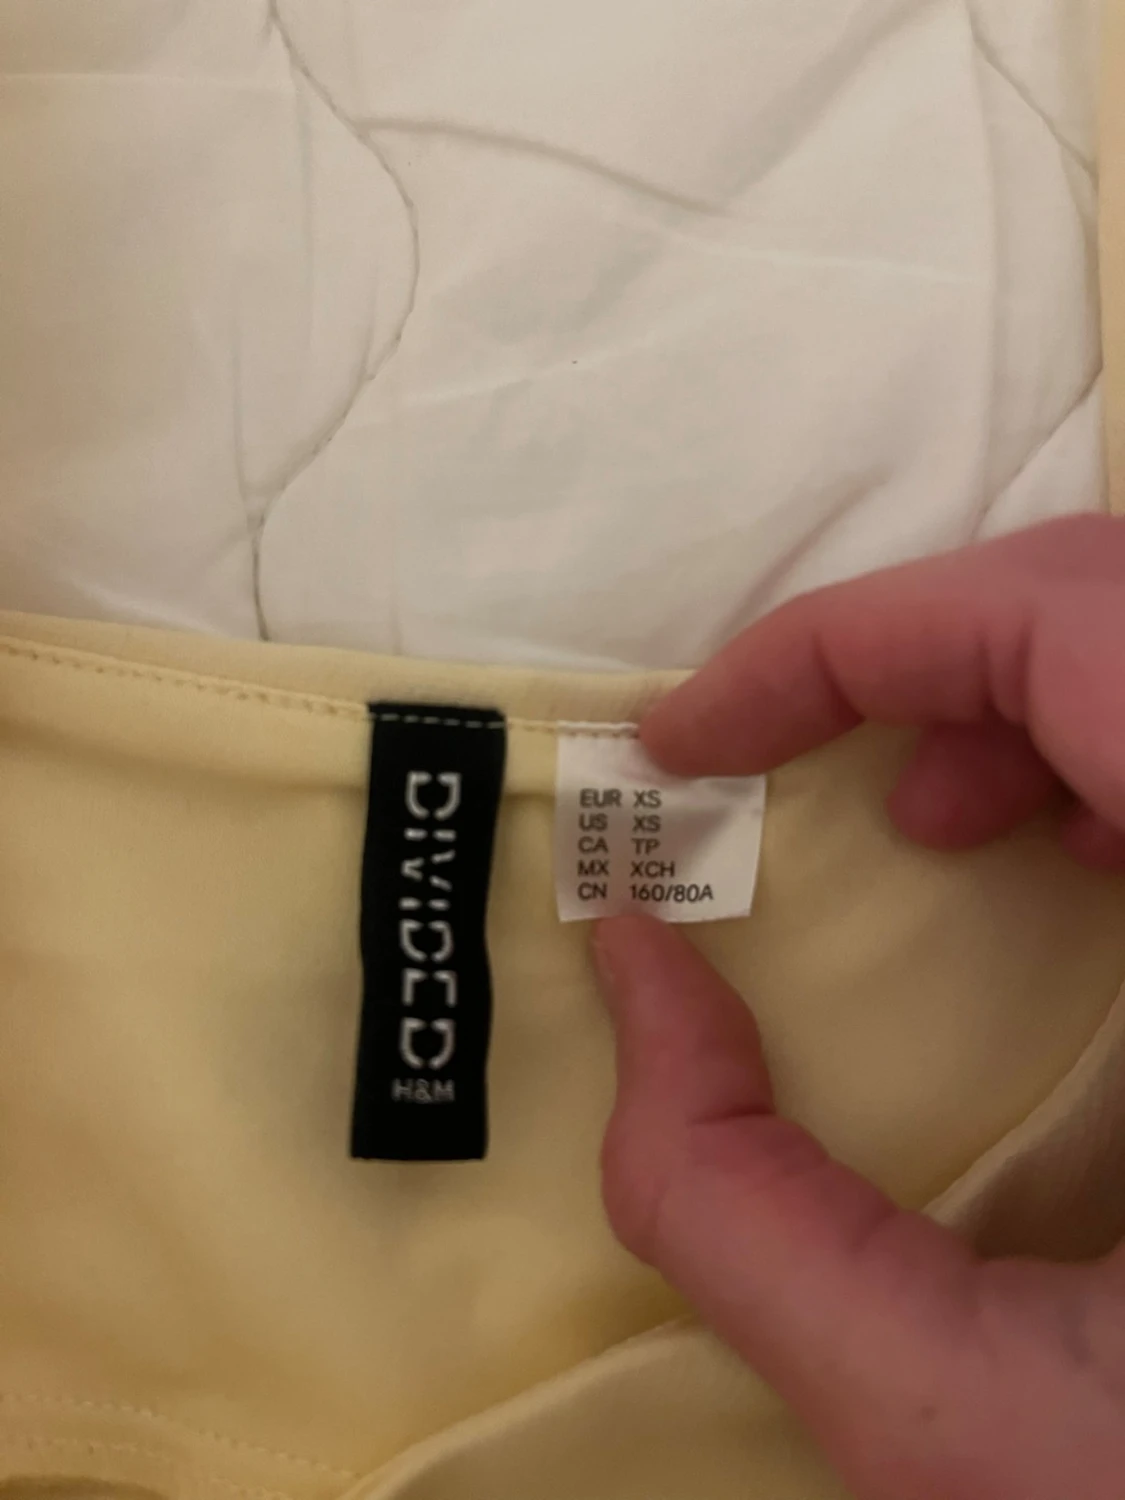 DIVIDED
H&M
EUR XS
US XS
CA TP
MX XCH
CN 160/80A